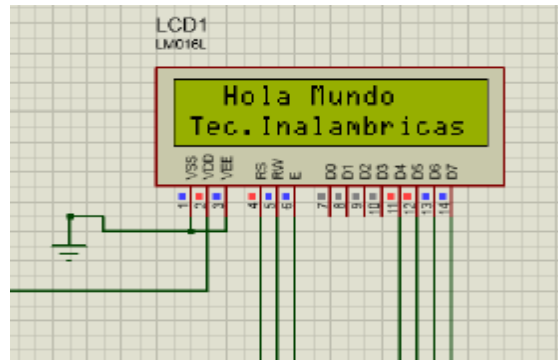 LCD1
LM016L
Hola Mundo
Tec.Inalambricas
VSS VDD VEE RS RW E D0 D1 D2 D3 D4 D5 D6 D7
1 2 3 4 5 6 7 8 9 10 11 12 13 14